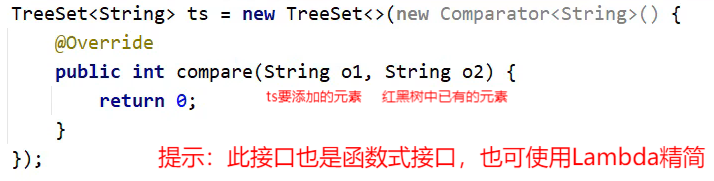 TreeSet<String> ts = new TreeSet<>(new Comparator<String>() {
@Override
public int compare(String o1, String o2) {
return 0; ts要添加的元素 红黑树中已有的元素
}
}); 提示：此接口也是函数式接口，也可使用Lambda精简